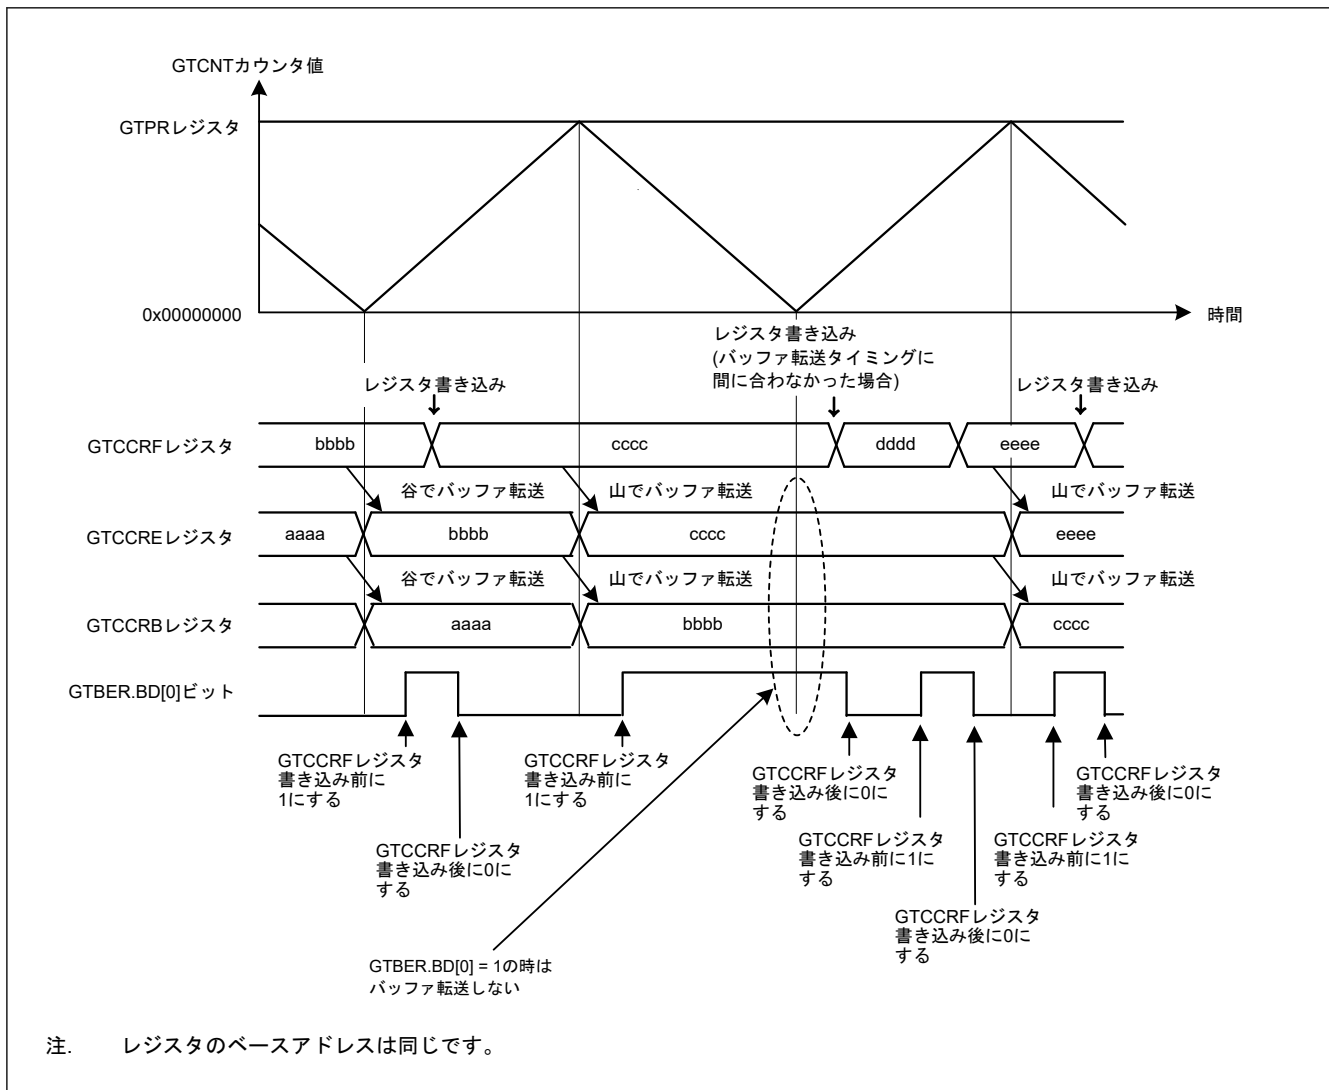 GTCNTカウンタ値
GTPRレジスタ
0x00000000
時間
レジスタ書き込み
(バッファ転送タイミングに
間に合わなかった場合)
レジスタ書き込み
レジスタ書き込み
GTCCRFレジスタ
bbbb
cccc
dddd
eeee
谷でバッファ転送
山でバッファ転送
山でバッファ転送
GTCCREレジスタ
aaaa
bbbb
cccc
eeee
谷でバッファ転送
山でバッファ転送
山でバッファ転送
GTCCRBレジスタ
aaaa
bbbb
cccc
GTBER.BD[0]ビット
GTCCRFレジスタ
書き込み前に
1にする
GTCCRFレジスタ
書き込み後に0に
する
GTCCRFレジスタ
書き込み前に
1にする
GTCCRFレジスタ
書き込み後に0に
する
GTCCRFレジスタ
書き込み前に1に
する
GTCCRFレジスタ
書き込み後に0に
する
GTCCRFレジスタ
書き込み前に1に
する
GTCCRFレジスタ
書き込み後に0に
する
GTBER.BD[0] = 1の時は
バッファ転送しない
注. レジスタのベースアドレスは同じです。